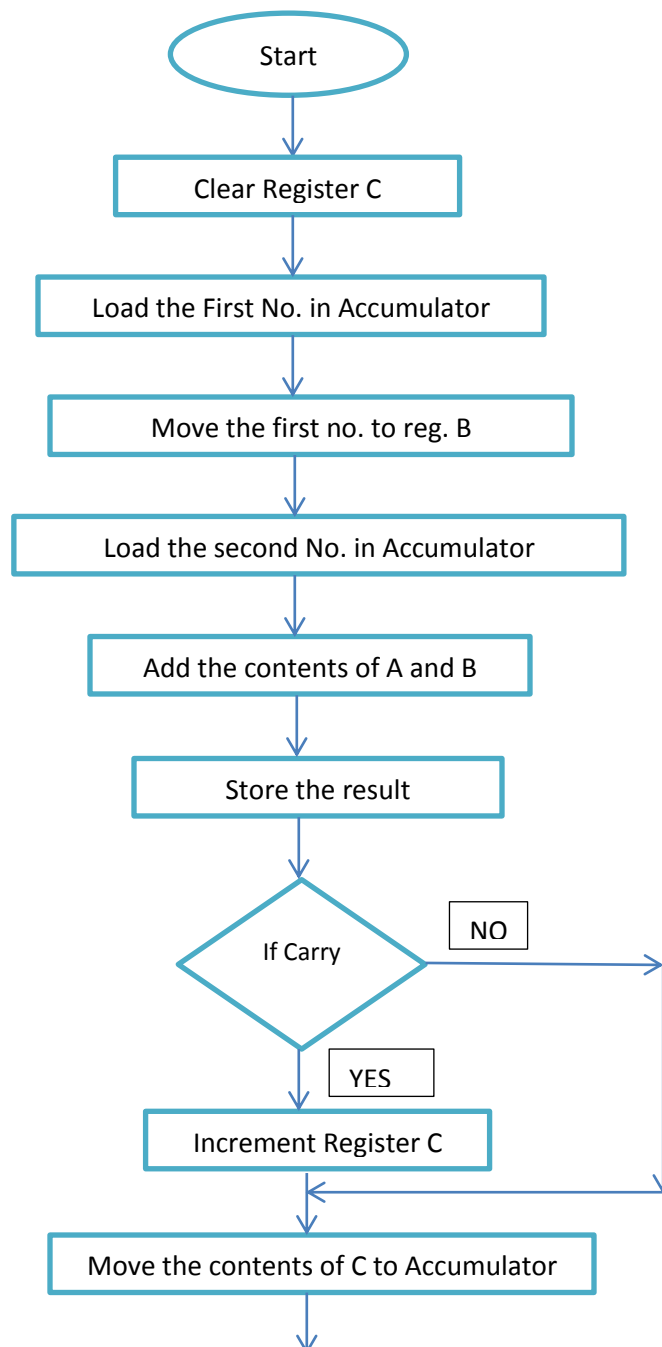 Start
Clear Register C
Load the First No. in Accumulator
Move the first no. to reg. B
Load the second No. in Accumulator
Add the contents of A and B
Store the result
If Carry
NO
YES
Increment Register C
Move the contents of C to Accumulator